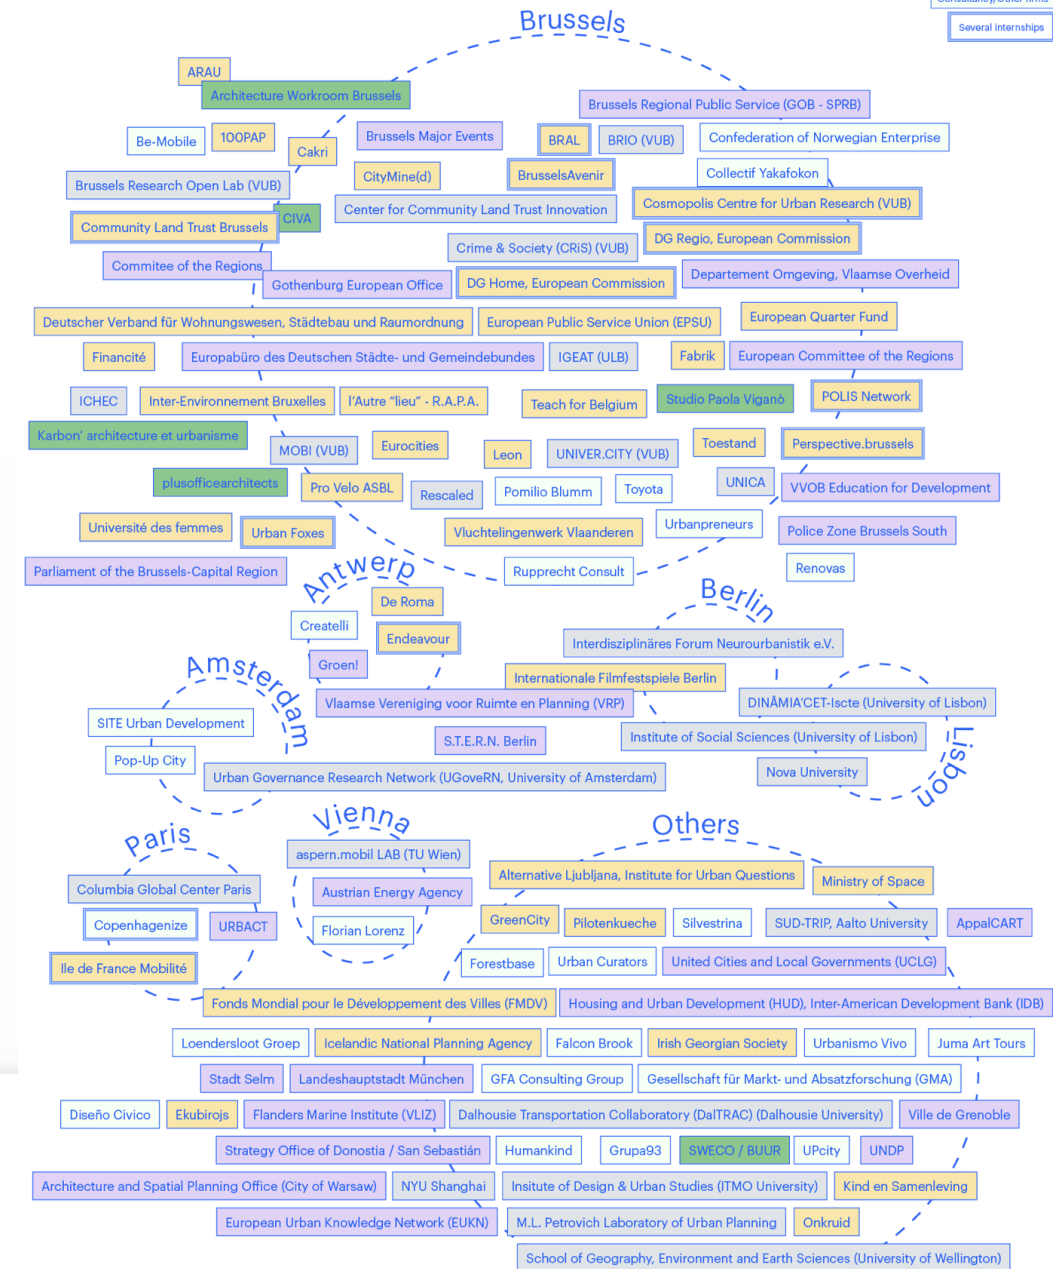 Consultancy/Other firms
Several internships
Brussels
ARAU
Architecture Workroom Brussels
Brussels Regional Public Service (GOB - SPRB)
Be-Mobile
100PAP
Cakri
Brussels Major Events
BRAL
BRIO (VUB)
Confederation of Norwegian Enterprise
Brussels Research Open Lab (VUB)
CityMine(d)
BrusselsAvenir
Collectif Yakafokon
Community Land Trust Brussels
CIVA
Center for Community Land Trust Innovation
Cosmopolis Centre for Urban Research (VUB)
Crime & Society (CRiS) (VUB)
DG Regio, European Commission
Commitee of the Regions
Gothenburg European Office
DG Home, European Commission
Departement Omgeving, Vlaamse Overheid
Deutscher Verband für Wohnungswesen, Städtebau und Raumordnung
European Public Service Union (EPSU)
European Quarter Fund
Financité
Europabüro des Deutschen Städte- und Gemeindebundes
IGEAT (ULB)
Fabrik
European Committee of the Regions
ICHEC
Inter-Environnement Bruxelles
l'Autre “lieu” - R.A.P.A.
Teach for Belgium
Studio Paola Viganò
POLIS Network
Karbon’ architecture et urbanisme
MOBI (VUB)
Eurocities
Leon
UNIVER.CITY (VUB)
Toestand
Perspective.brussels
plusofficearchitects
Pro Velo ASBL
Rescaled
Pomilio Blumm
Toyota
UNICA
VVOB Education for Development
Université des femmes
Urban Foxes
Vluchtelingenwerk Vlaanderen
Urbanpreneurs
Police Zone Brussels South
Parliament of the Brussels-Capital Region
Rupprecht Consult
Renovas
Antwerp
De Roma
Createlli
Endeavour
Groen!
Vlaamse Vereniging voor Ruimte en Planning (VRP)
Berlin
Interdisziplinäres Forum Neurourbanistik e.V.
Internationale Filmfestspiele Berlin
S.T.E.R.N. Berlin
Amsterdam
SITE Urban Development
Pop-Up City
Urban Governance Research Network (UGoveRN, University of Amsterdam)
Lisbon
DINÂMIA’CET-Iscte (University of Lisbon)
Institute of Social Sciences (University of Lisbon)
Nova University
Paris
Columbia Global Center Paris
Copenhagenize
URBACT
Ile de France Mobilité
Vienna
aspern.mobil LAB (TU Wien)
Austrian Energy Agency
Florian Lorenz
Others
Alternative Ljubljana, Institute for Urban Questions
Ministry of Space
GreenCity
Pilotenkueche
Silvestrina
SUD-TRIP, Aalto University
AppalCART
Forestbase
Urban Curators
United Cities and Local Governments (UCLG)
Fonds Mondial pour le Développement des Villes (FMDV)
Housing and Urban Development (HUD), Inter-American Development Bank (IDB)
Loendersloot Groep
Icelandic National Planning Agency
Falcon Brook
Irish Georgian Society
Urbanismo Vivo
Juma Art Tours
Stadt Selm
Landeshauptstadt München
GFA Consulting Group
Gesellschaft für Markt- und Absatzforschung (GMA)
Diseño Civico
Ekubirojs
Flanders Marine Institute (VLIZ)
Dalhousie Transportation Collaboratory (DalTRAC) (Dalhousie University)
Ville de Grenoble
Strategy Office of Donostia / San Sebastián
Humankind
Grupa93
SWECO / BUUR
UPcity
UNDP
Architecture and Spatial Planning Office (City of Warsaw)
NYU Shanghai
Insitute of Design & Urban Studies (ITMO University)
Kind en Samenleving
European Urban Knowledge Network (EUKN)
M.L. Petrovich Laboratory of Urban Planning
Onkruid
School of Geography, Environment and Earth Sciences (University of Wellington)